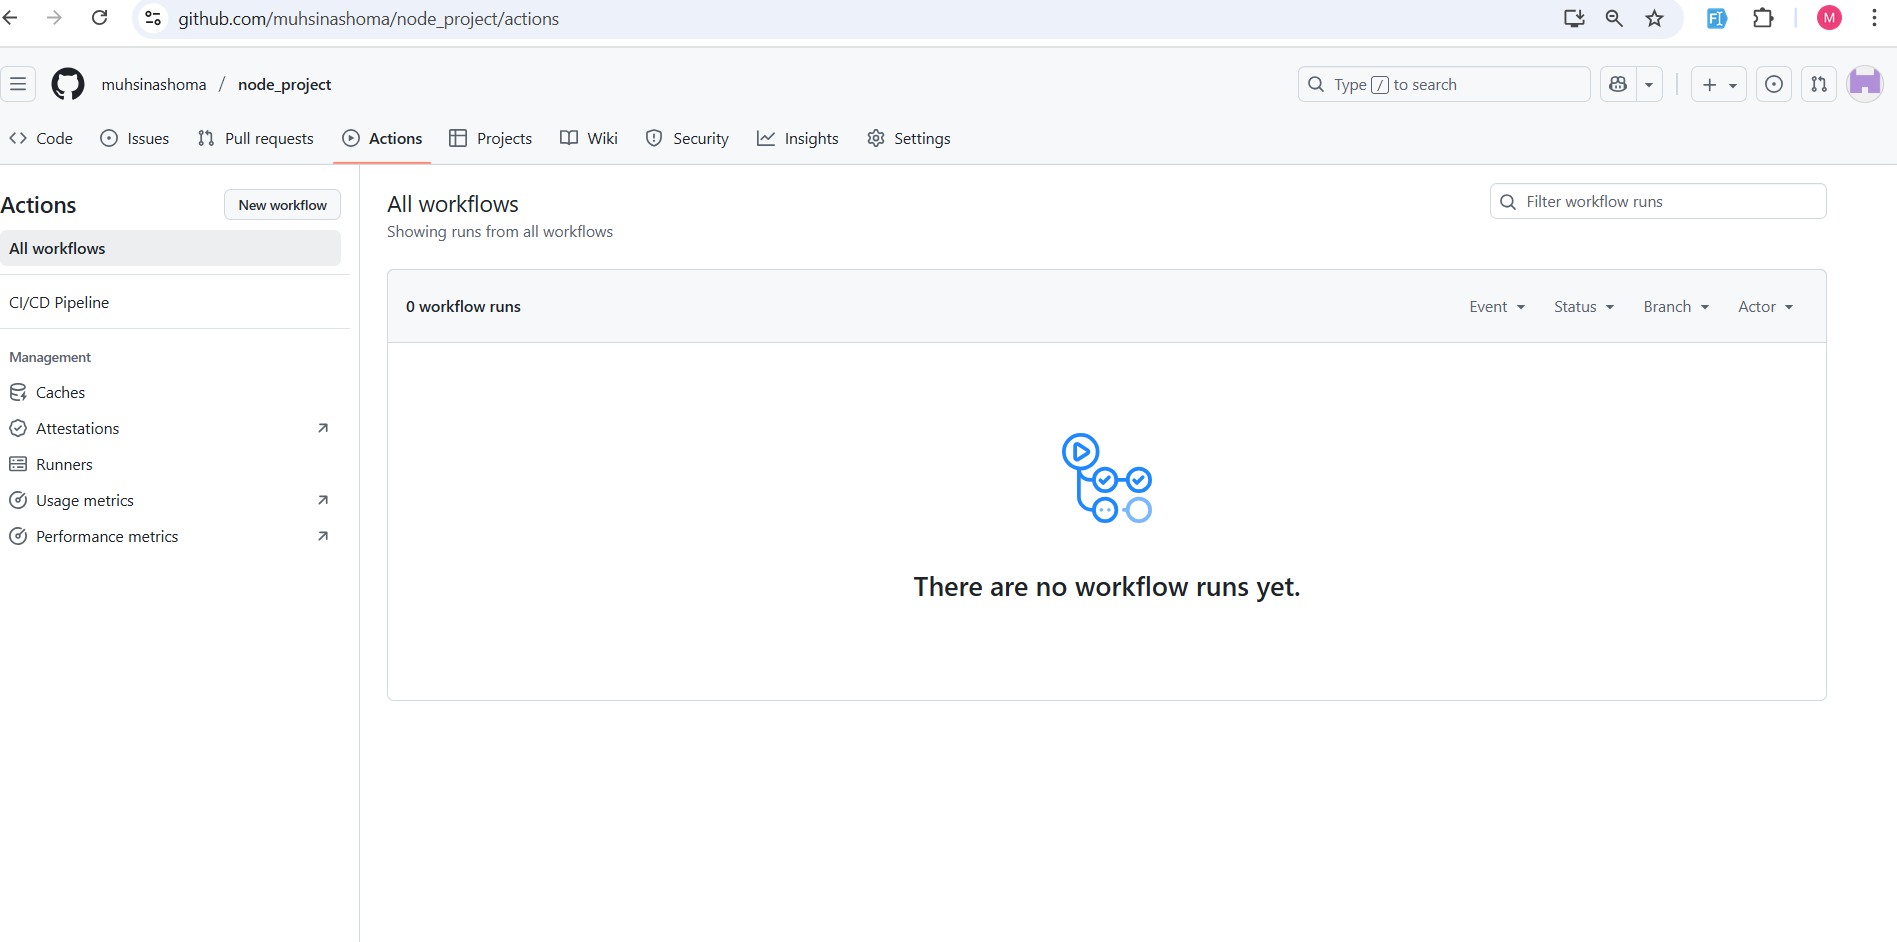 github.com/muhsinashoma/node_project/actions
M
muhsinashoma / node_project
Type / to search
Code Issues Pull requests Actions Projects Wiki Security Insights Settings
Actions
New workflow
All workflows
CI/CD Pipeline
Management
Caches
Attestations
Runners
Usage metrics
Performance metrics
All workflows
Showing runs from all workflows
Filter workflow runs
0 workflow runs
Event Status Branch Actor
There are no workflow runs yet.